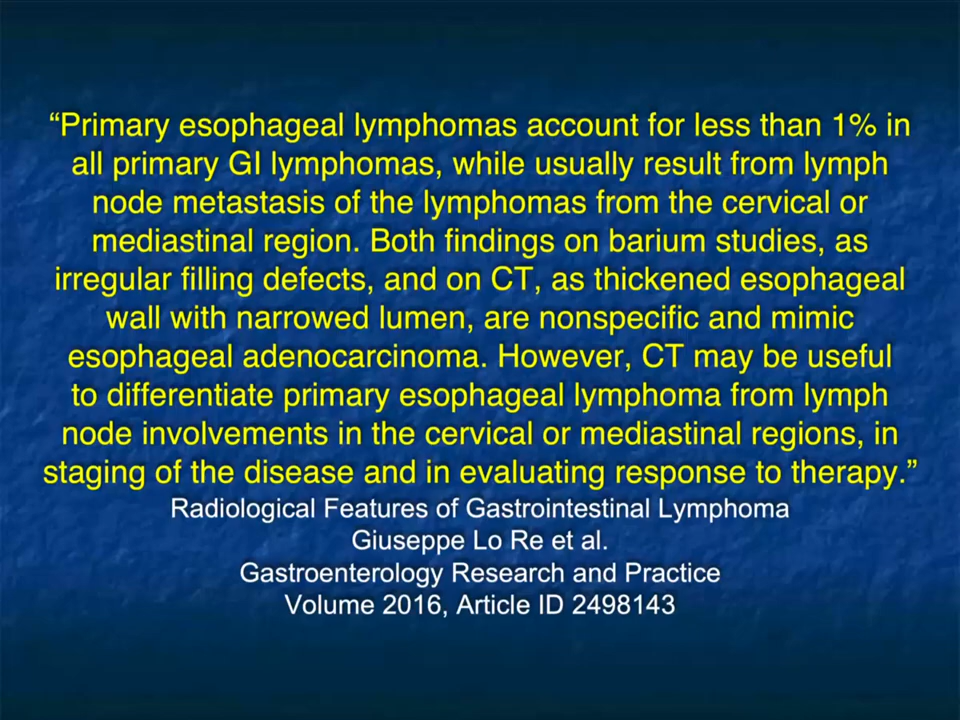 “Primary esophageal lymphomas account for less than 1% in
all primary GI lymphomas, while usually result from lymph
node metastasis of the lymphomas from the cervical or
mediastinal region. Both findings on barium studies, as
irregular filling defects, and on CT, as thickened esophageal
wall with narrowed lumen, are nonspecific and mimic
esophageal adenocarcinoma. However, CT may be useful
to differentiate primary esophageal lymphoma from lymph
node involvements in the cervical or mediastinal regions, in
staging of the disease and in evaluating response to therapy.”
Radiological Features of Gastrointestinal Lymphoma
Giuseppe Lo Re et al.
Gastroenterology Research and Practice
Volume 2016, Article ID 2498143